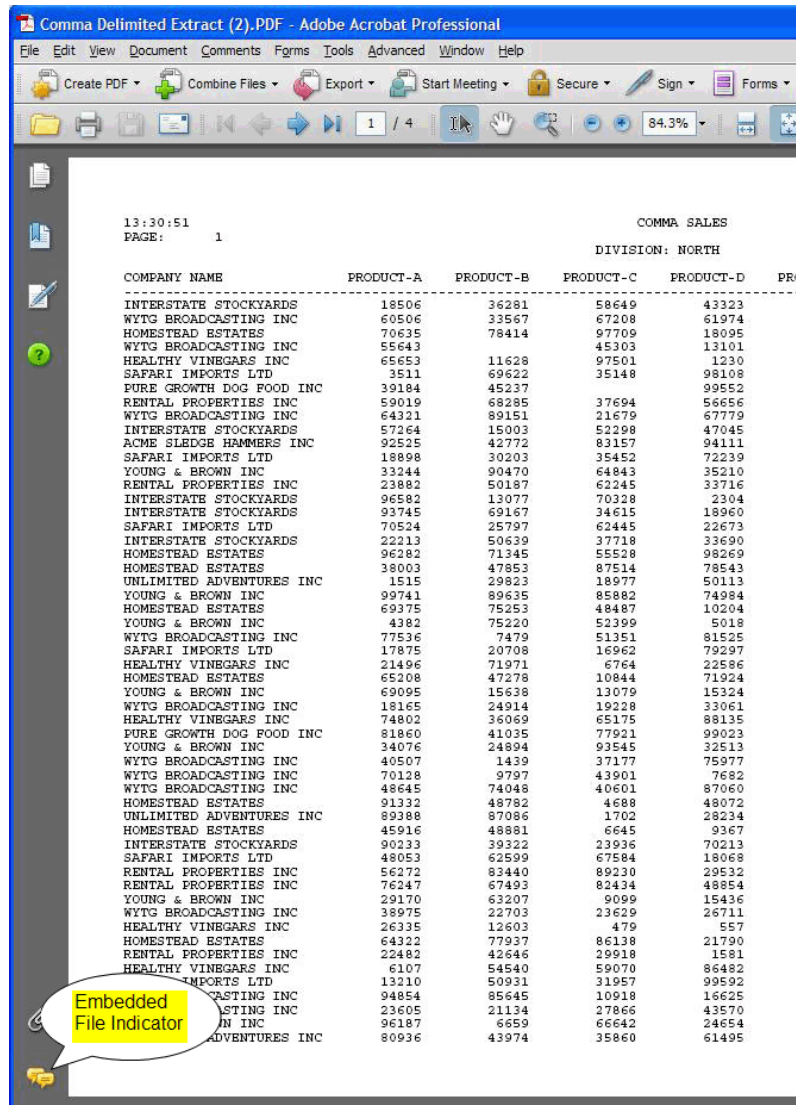 Comma Delimited Extract (2).PDF - Adobe Acrobat Professional
File Edit View Document Comments Forms Tools Advanced Window Help
Create PDF Combine Files Export Start Meeting Secure Sign Forms
1 / 4 84.3%
13:30:51 COMMA SALES
PAGE: 1
DIVISION: NORTH
COMPANY NAME PRODUCT-A PRODUCT-B PRODUCT-C PRODUCT-D PR
INTERSTATE STOCKYARDS 18506 36281 58649 43323
WYTG BROADCASTING INC 60506 33567 67208 61974
HOMESTEAD ESTATES 70635 78414 97709 18095
WYTG BROADCASTING INC 55643 45303 13101
HEALTHY VINEGARS INC 65653 11628 97501 1230
SAFARI IMPORTS LTD 3511 69622 35148 98108
PURE GROWTH DOG FOOD INC 39184 45237 99552
RENTAL PROPERTIES INC 59019 68285 37694 56656
WYTG BROADCASTING INC 64321 89151 21679 67779
INTERSTATE STOCKYARDS 57264 15003 52298 47045
ACME SLEDGE HAMMERS INC 92525 42772 83157 94111
SAFARI IMPORTS LTD 18898 30203 35452 72239
YOUNG & BROWN INC 33244 90470 64843 35210
RENTAL PROPERTIES INC 23882 50187 62245 33716
INTERSTATE STOCKYARDS 96582 13077 70328 2304
INTERSTATE STOCKYARDS 93745 69167 34615 18960
SAFARI IMPORTS LTD 70524 25797 62445 22673
INTERSTATE STOCKYARDS 22213 50639 37718 33690
HOMESTEAD ESTATES 96282 71345 55528 98269
HOMESTEAD ESTATES 38003 47853 87514 78543
UNLIMITED ADVENTURES INC 1515 29823 18977 50113
YOUNG & BROWN INC 99741 89635 85882 74984
HOMESTEAD ESTATES 69375 75253 48487 10204
YOUNG & BROWN INC 4382 75220 52399 5018
WYTG BROADCASTING INC 77536 7479 51351 81525
SAFARI IMPORTS LTD 17875 20708 16962 79297
HEALTHY VINEGARS INC 21496 71971 6764 22586
HOMESTEAD ESTATES 65208 47278 10844 71924
YOUNG & BROWN INC 69095 15638 13079 15324
WYTG BROADCASTING INC 18165 24914 19228 33061
HEALTHY VINEGARS INC 74802 36069 65175 88135
PURE GROWTH DOG FOOD INC 81860 41035 77921 99023
YOUNG & BROWN INC 34076 24894 93545 32513
WYTG BROADCASTING INC 40507 1439 37177 75977
WYTG BROADCASTING INC 70128 9797 43901 7682
WYTG BROADCASTING INC 48645 74048 40601 87060
HOMESTEAD ESTATES 91332 48782 4688 48072
UNLIMITED ADVENTURES INC 89388 87086 1702 28234
HOMESTEAD ESTATES 45916 48881 6645 9367
INTERSTATE STOCKYARDS 90233 39322 23936 70213
SAFARI IMPORTS LTD 48053 62599 67584 18068
RENTAL PROPERTIES INC 56272 83440 89230 29532
RENTAL PROPERTIES INC 76247 67493 82434 48854
YOUNG & BROWN INC 29170 63207 9099 15436
WYTG BROADCASTING INC 38975 22703 23629 26711
HEALTHY VINEGARS INC 26335 12603 479 557
HOMESTEAD ESTATES 64322 77937 86138 21790
RENTAL PROPERTIES INC 22482 42646 29918 1581
HEALTHY VINEGARS INC 6107 54540 59070 86482
IMPORTS LTD 13210 50931 31957 99592
CASTING INC 94854 85645 10918 16625
STING INC 23605 21134 27866 43570
N INC 96187 6659 66642 24654
ADVENTURES INC 80936 43974 35860 61495
Embedded
File Indicator